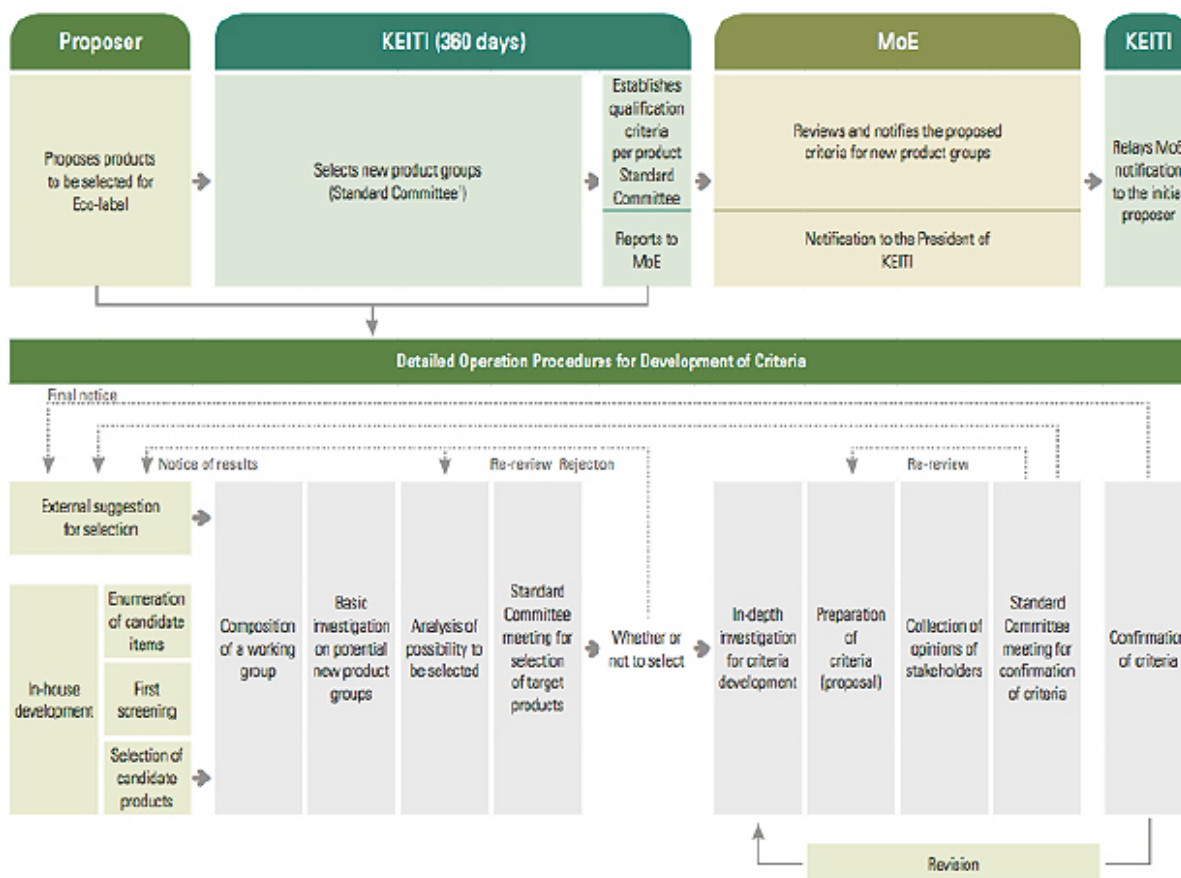 Proposer
KEITI (360 days)
MoE
KEITI
Proposes products
to be selected for
Eco-label
Selects new product groups
(Standard Committee¹)
Establishes
qualification
criteria
per product
Standard
Committee
Reports to
MoE
Reviews and notifies the proposed
criteria for new product groups
Notification to the President of
KEITI
Relays MoE
notification
to the initial
proposer
Detailed Operation Procedures for Development of Criteria
Final notice
Notice of results
Re-review Rejection
Re-review
External suggestion
for selection
In-house
development
Enumeration
of candidate
items
First
screening
Selection of
candidate
products
Composition
of a working
group
Basic
investigation
on potential
new product
groups
Analysis of
possibility to
be selected
Standard
Committee
meeting for
selection
of target
products
Whether or
not to select
In-depth
investigation
for criteria
development
Preparation
of
criteria
(proposal)
Collection of
opinions of
stakeholders
Standard
Committee
meeting for
confirmation
of criteria
Confirmation
of criteria
Revision